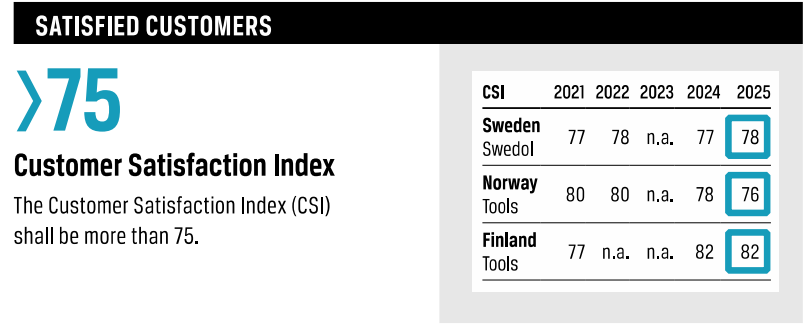 SATISFIED CUSTOMERS
>75
Customer Satisfaction Index
The Customer Satisfaction Index (CSI)
shall be more than 75.
CSI 2021 2022 2023 2024 2025
Sweden
Swedol 77 78 n.a. 77 78
Norway
Tools 80 80 n.a. 78 76
Finland
Tools 77 n.a. n.a. 82 82